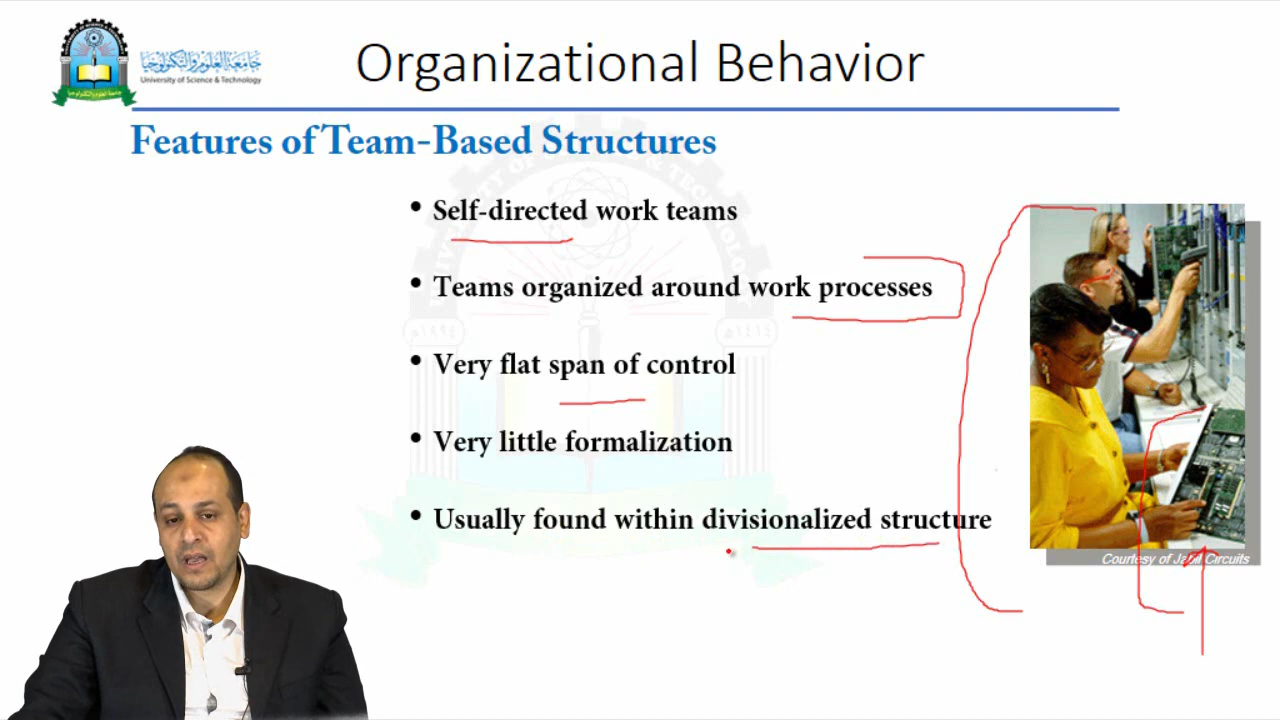 جامعة العلوم والتكنولوجيا
University of Science & Technology
Organizational Behavior
Features of Team-Based Structures
• Self-directed work teams
• Teams organized around work processes
• Very flat span of control
• Very little formalization
• Usually found within divisionalized structure
Courtesy of Jabil Circuits